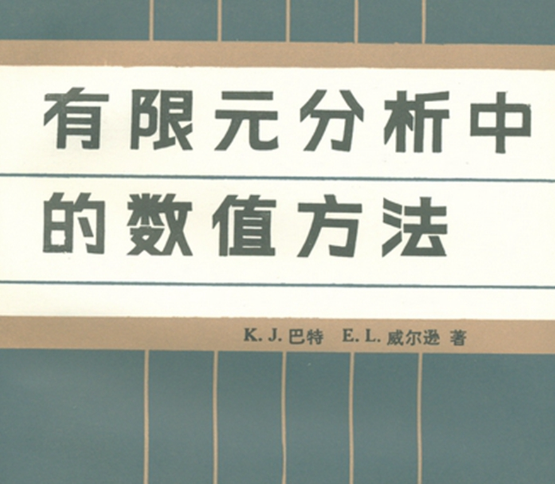 有限元分析中
的数值方法
K. J. 巴特 E. L. 威尔逊 著